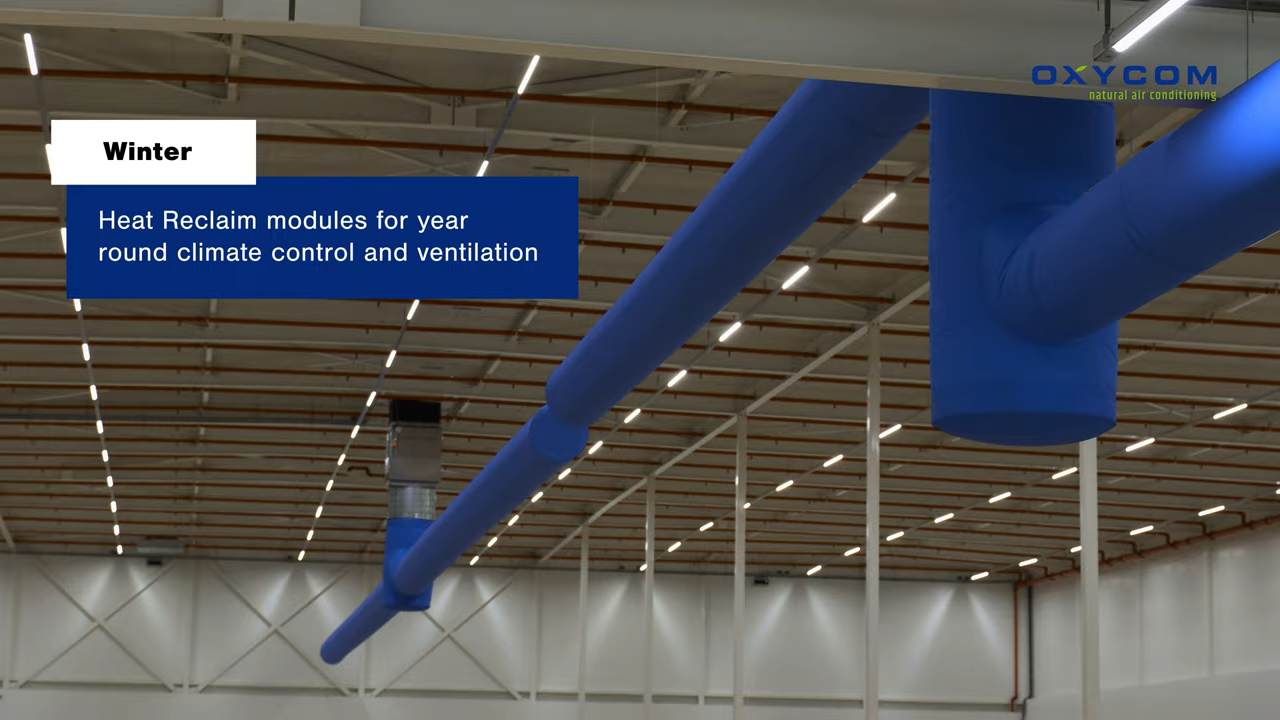 OXYCOM
natural air conditioning
Winter
Heat Reclaim modules for year
round climate control and ventilation